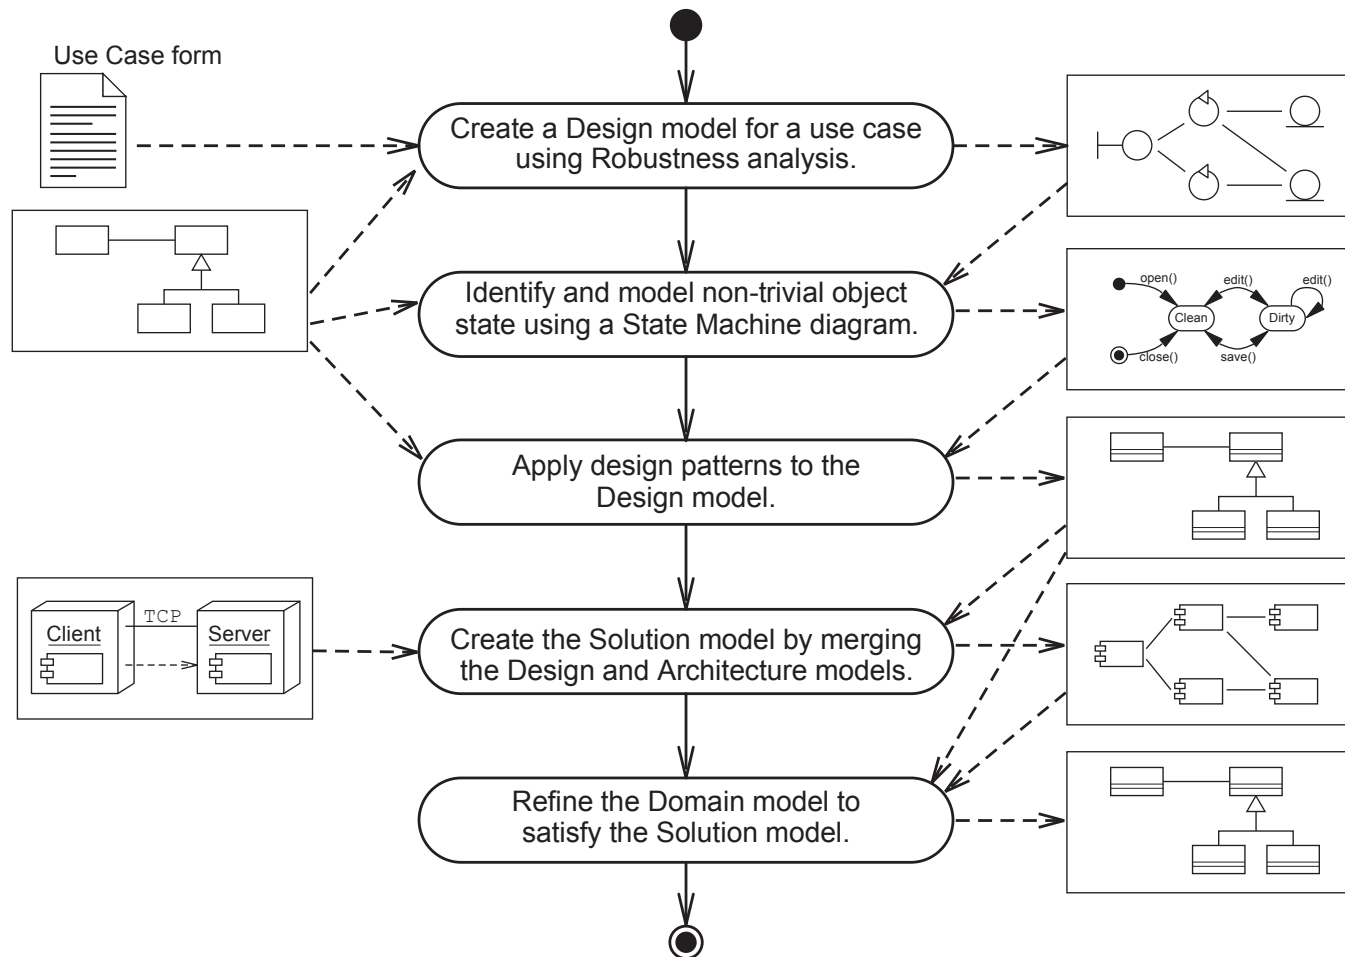 Use Case form
Create a Design model for a use case
using Robustness analysis.
Identify and model non-trivial object
state using a State Machine diagram.
open()
edit()
edit()
Clean
Dirty
close()
save()
Apply design patterns to the
Design model.
TCP
Client
Server
Create the Solution model by merging
the Design and Architecture models.
Refine the Domain model to
satisfy the Solution model.